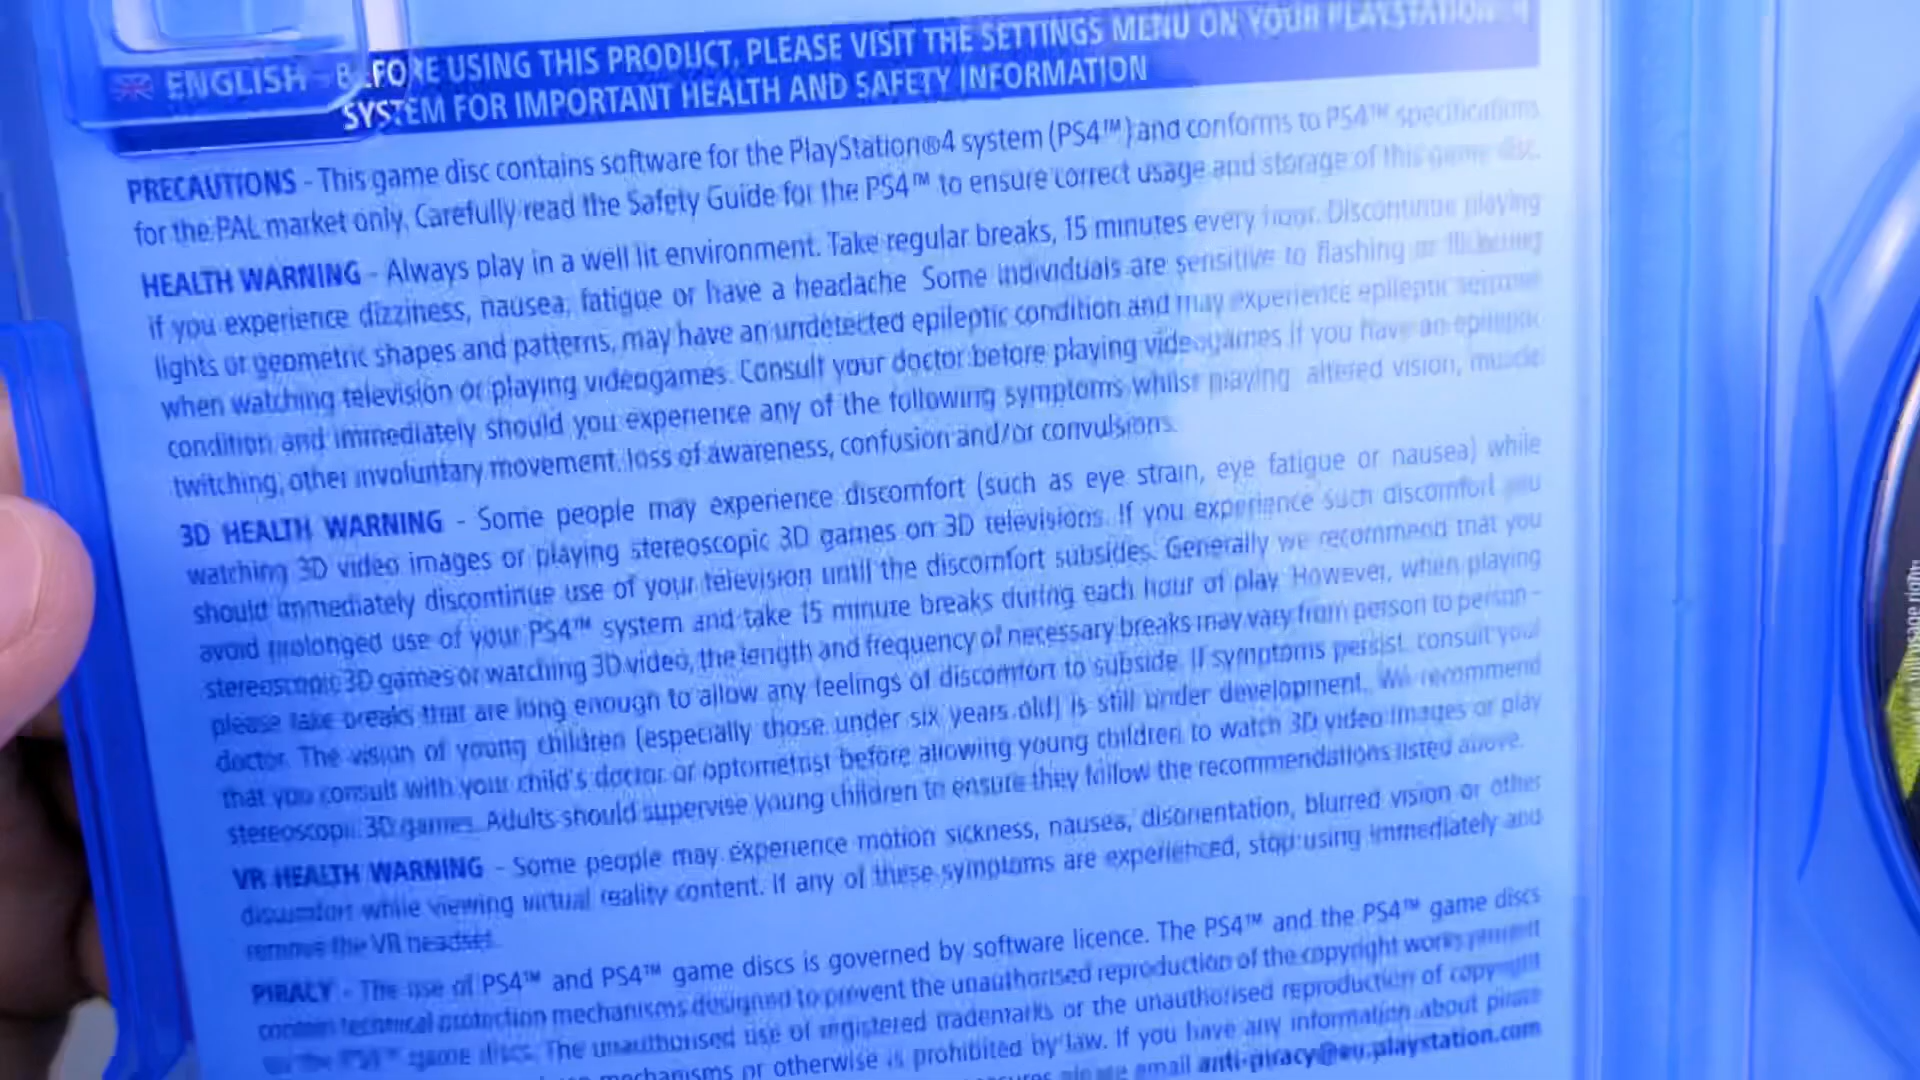 ENGLISH - BEFORE USING THIS PRODUCT, PLEASE VISIT THE SETTINGS MENU ON YOUR PLAYSTATION 4
SYSTEM FOR IMPORTANT HEALTH AND SAFETY INFORMATION
PRECAUTIONS - This game disc contains software for the PlayStation®4 system (PS4™) and conforms to PS4™ specifications
for the PAL market only. Carefully read the Safety Guide for the PS4™ to ensure correct usage and storage of this game disc.
HEALTH WARNING - Always play in a well lit environment. Take regular breaks, 15 minutes every hour. Discontinue playing
if you experience dizziness, nausea, fatigue or have a headache. Some individuals are sensitive to flashing or flickering
lights or geometric shapes and patterns, may have an undetected epileptic condition and may experience epileptic seizures
when watching television or playing videogames. Consult your doctor before playing videogames if you have an epileptic
condition and immediately should you experience any of the following symptoms whilst playing: altered vision, muscle
twitching, other involuntary movement, loss of awareness, confusion and/or convulsions.
3D HEALTH WARNING - Some people may experience discomfort (such as eye strain, eye fatigue or nausea) while
watching 3D video images or playing stereoscopic 3D games on 3D televisions. If you experience such discomfort you
should immediately discontinue use of your television until the discomfort subsides. Generally we recommend that you
avoid prolonged use of your PS4™ system and take 15 minute breaks during each hour of play. However, when playing
stereoscopic 3D games or watching 3D video, the length and frequency of necessary breaks may vary from person to person -
please take breaks that are long enough to allow any feelings of discomfort to subside. If symptoms persist, consult your
doctor. The vision of young children (especially those under six years old) is still under development. We recommend
that you consult with your child's doctor or optometrist before allowing young children to watch 3D video images or play
stereoscopic 3D games. Adults should supervise young children to ensure they follow the recommendations listed above.
VR HEALTH WARNING - Some people may experience motion sickness, nausea, disorientation, blurred vision or other
discomfort while viewing virtual reality content. If any of these symptoms are experienced, stop using immediately and
remove the VR headset.
PIRACY - The use of PS4™ and PS4™ game discs is governed by software licence. The PS4™ and the PS4™ game discs
contain technical protection mechanisms designed to prevent the unauthorised reproduction of the copyright works present
on the PS4™ game discs. The unauthorised use of registered trademarks or the unauthorised reproduction of copyright
mechanisms or otherwise is prohibited by law. If you have any information about pirate
please email anti-piracy@eu.playstation.com